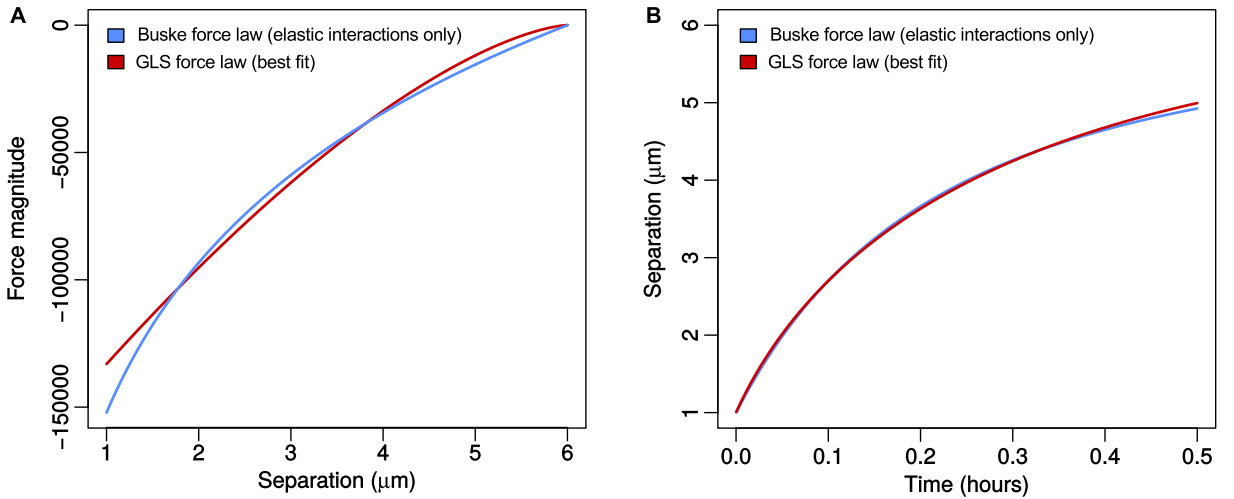 A
Buske force law (elastic interactions only)
GLS force law (best fit)
Force magnitude
0
−50000
−100000
−150000
1 2 3 4 5 6
Separation (μm)
B
Buske force law (elastic interactions only)
GLS force law (best fit)
Separation (μm)
6
5
4
3
2
1
0.0 0.1 0.2 0.3 0.4 0.5
Time (hours)